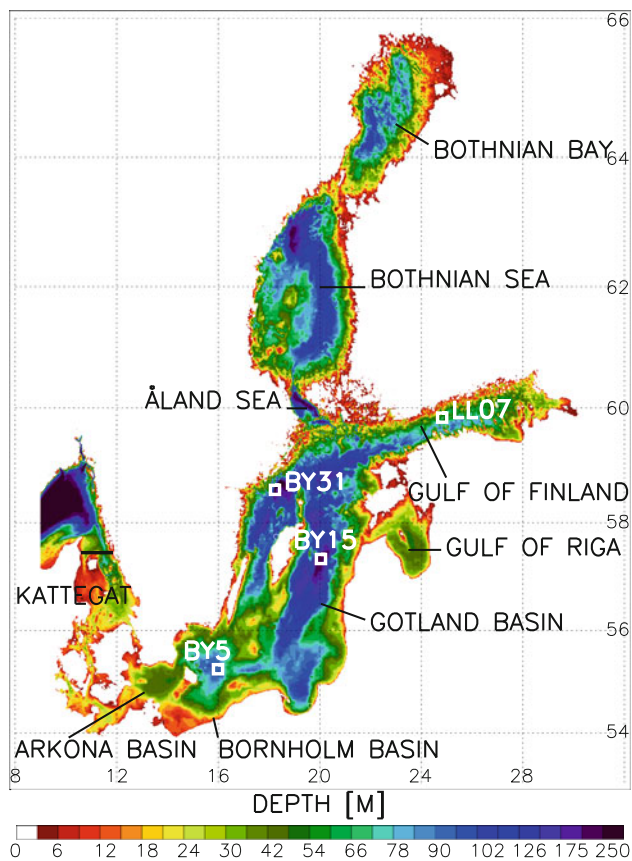 66
BOTHNIAN BAY
64
BOTHNIAN SEA
62
ÅLAND SEA
60
LL07
BY31
GULF OF FINLAND
58
BY15
GULF OF RIGA
KATTEGAT
GOTLAND BASIN
56
BY5
54
ARKONA BASIN BORNHOLM BASIN
8 12 16 20 24 28
DEPTH [M]
0 6 12 18 24 30 42 54 66 78 90 102 126 175 250